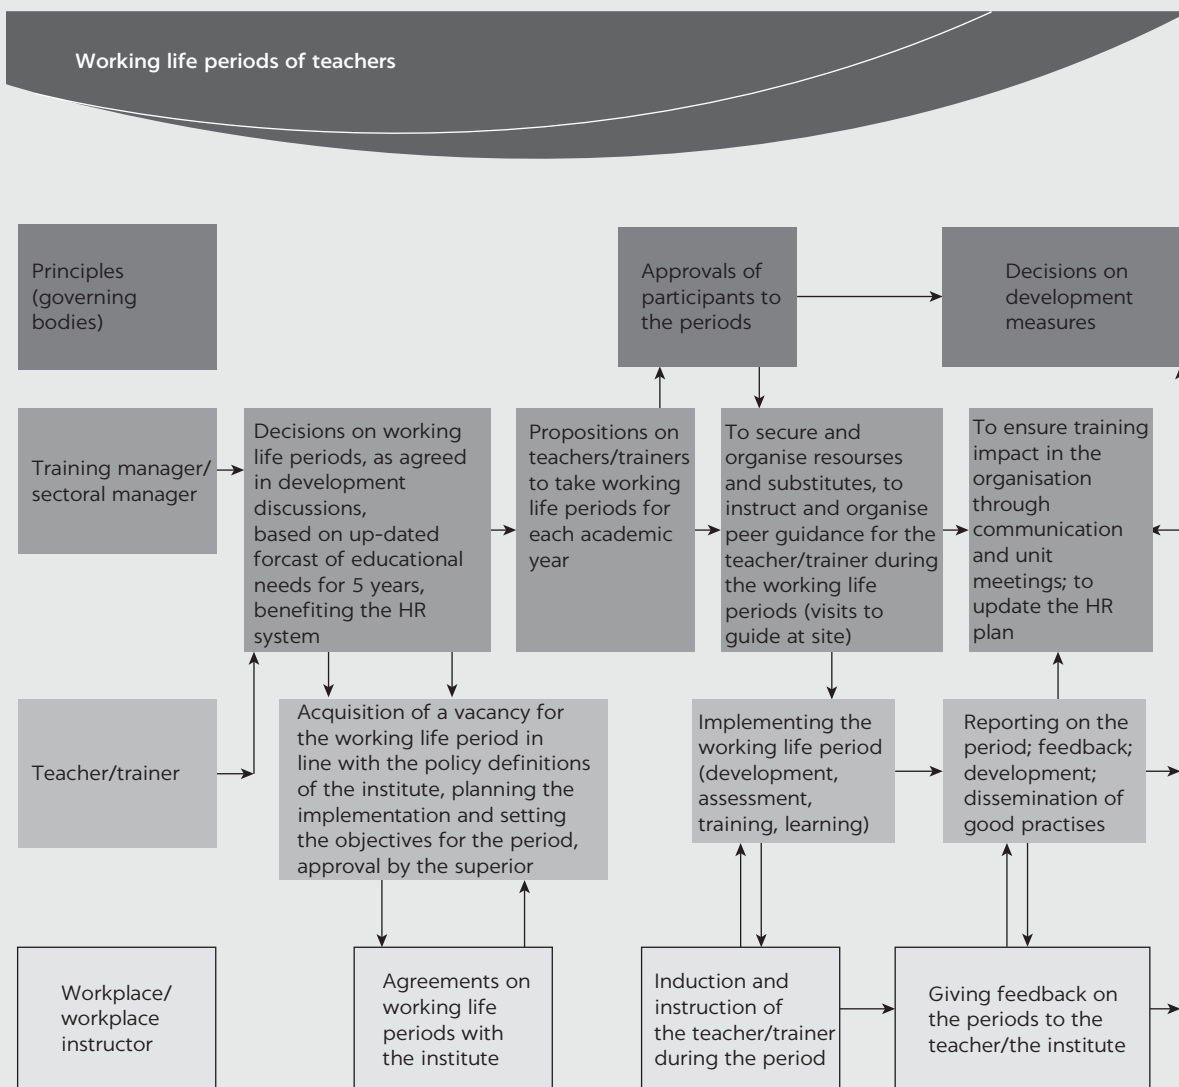 Working life periods of teachers
Principles
(governing
bodies)
Approvals of
participants to
the periods
Decisions on
development
measures
Training manager/
sectoral manager
Decisions on working
life periods, as agreed
in development
discussions,
based on up-dated
forcast of educational
needs for 5 years,
benefiting the HR
system
Propositions on
teachers/trainers
to take working
life periods for
each academic
year
To secure and
organise resourses
and substitutes, to
instruct and organise
peer guidance for the
teacher/trainer during
the working life
periods (visits to
guide at site)
To ensure training
impact in the
organisation
through
communication
and unit
meetings; to
update the HR
plan
Teacher/trainer
Acquisition of a vacancy for
the working life period in
line with the policy definitions
of the institute, planning the
implementation and setting
the objectives for the period,
approval by the superior
Implementing the
working life period
(development,
assessment,
training, learning)
Reporting on the
period; feedback;
development;
dissemination of
good practises
Workplace/
workplace
instructor
Agreements on
working life
periods with
the institute
Induction and
instruction of
the teacher/trainer
during the period
Giving feedback on
the periods to the
teacher/the institute